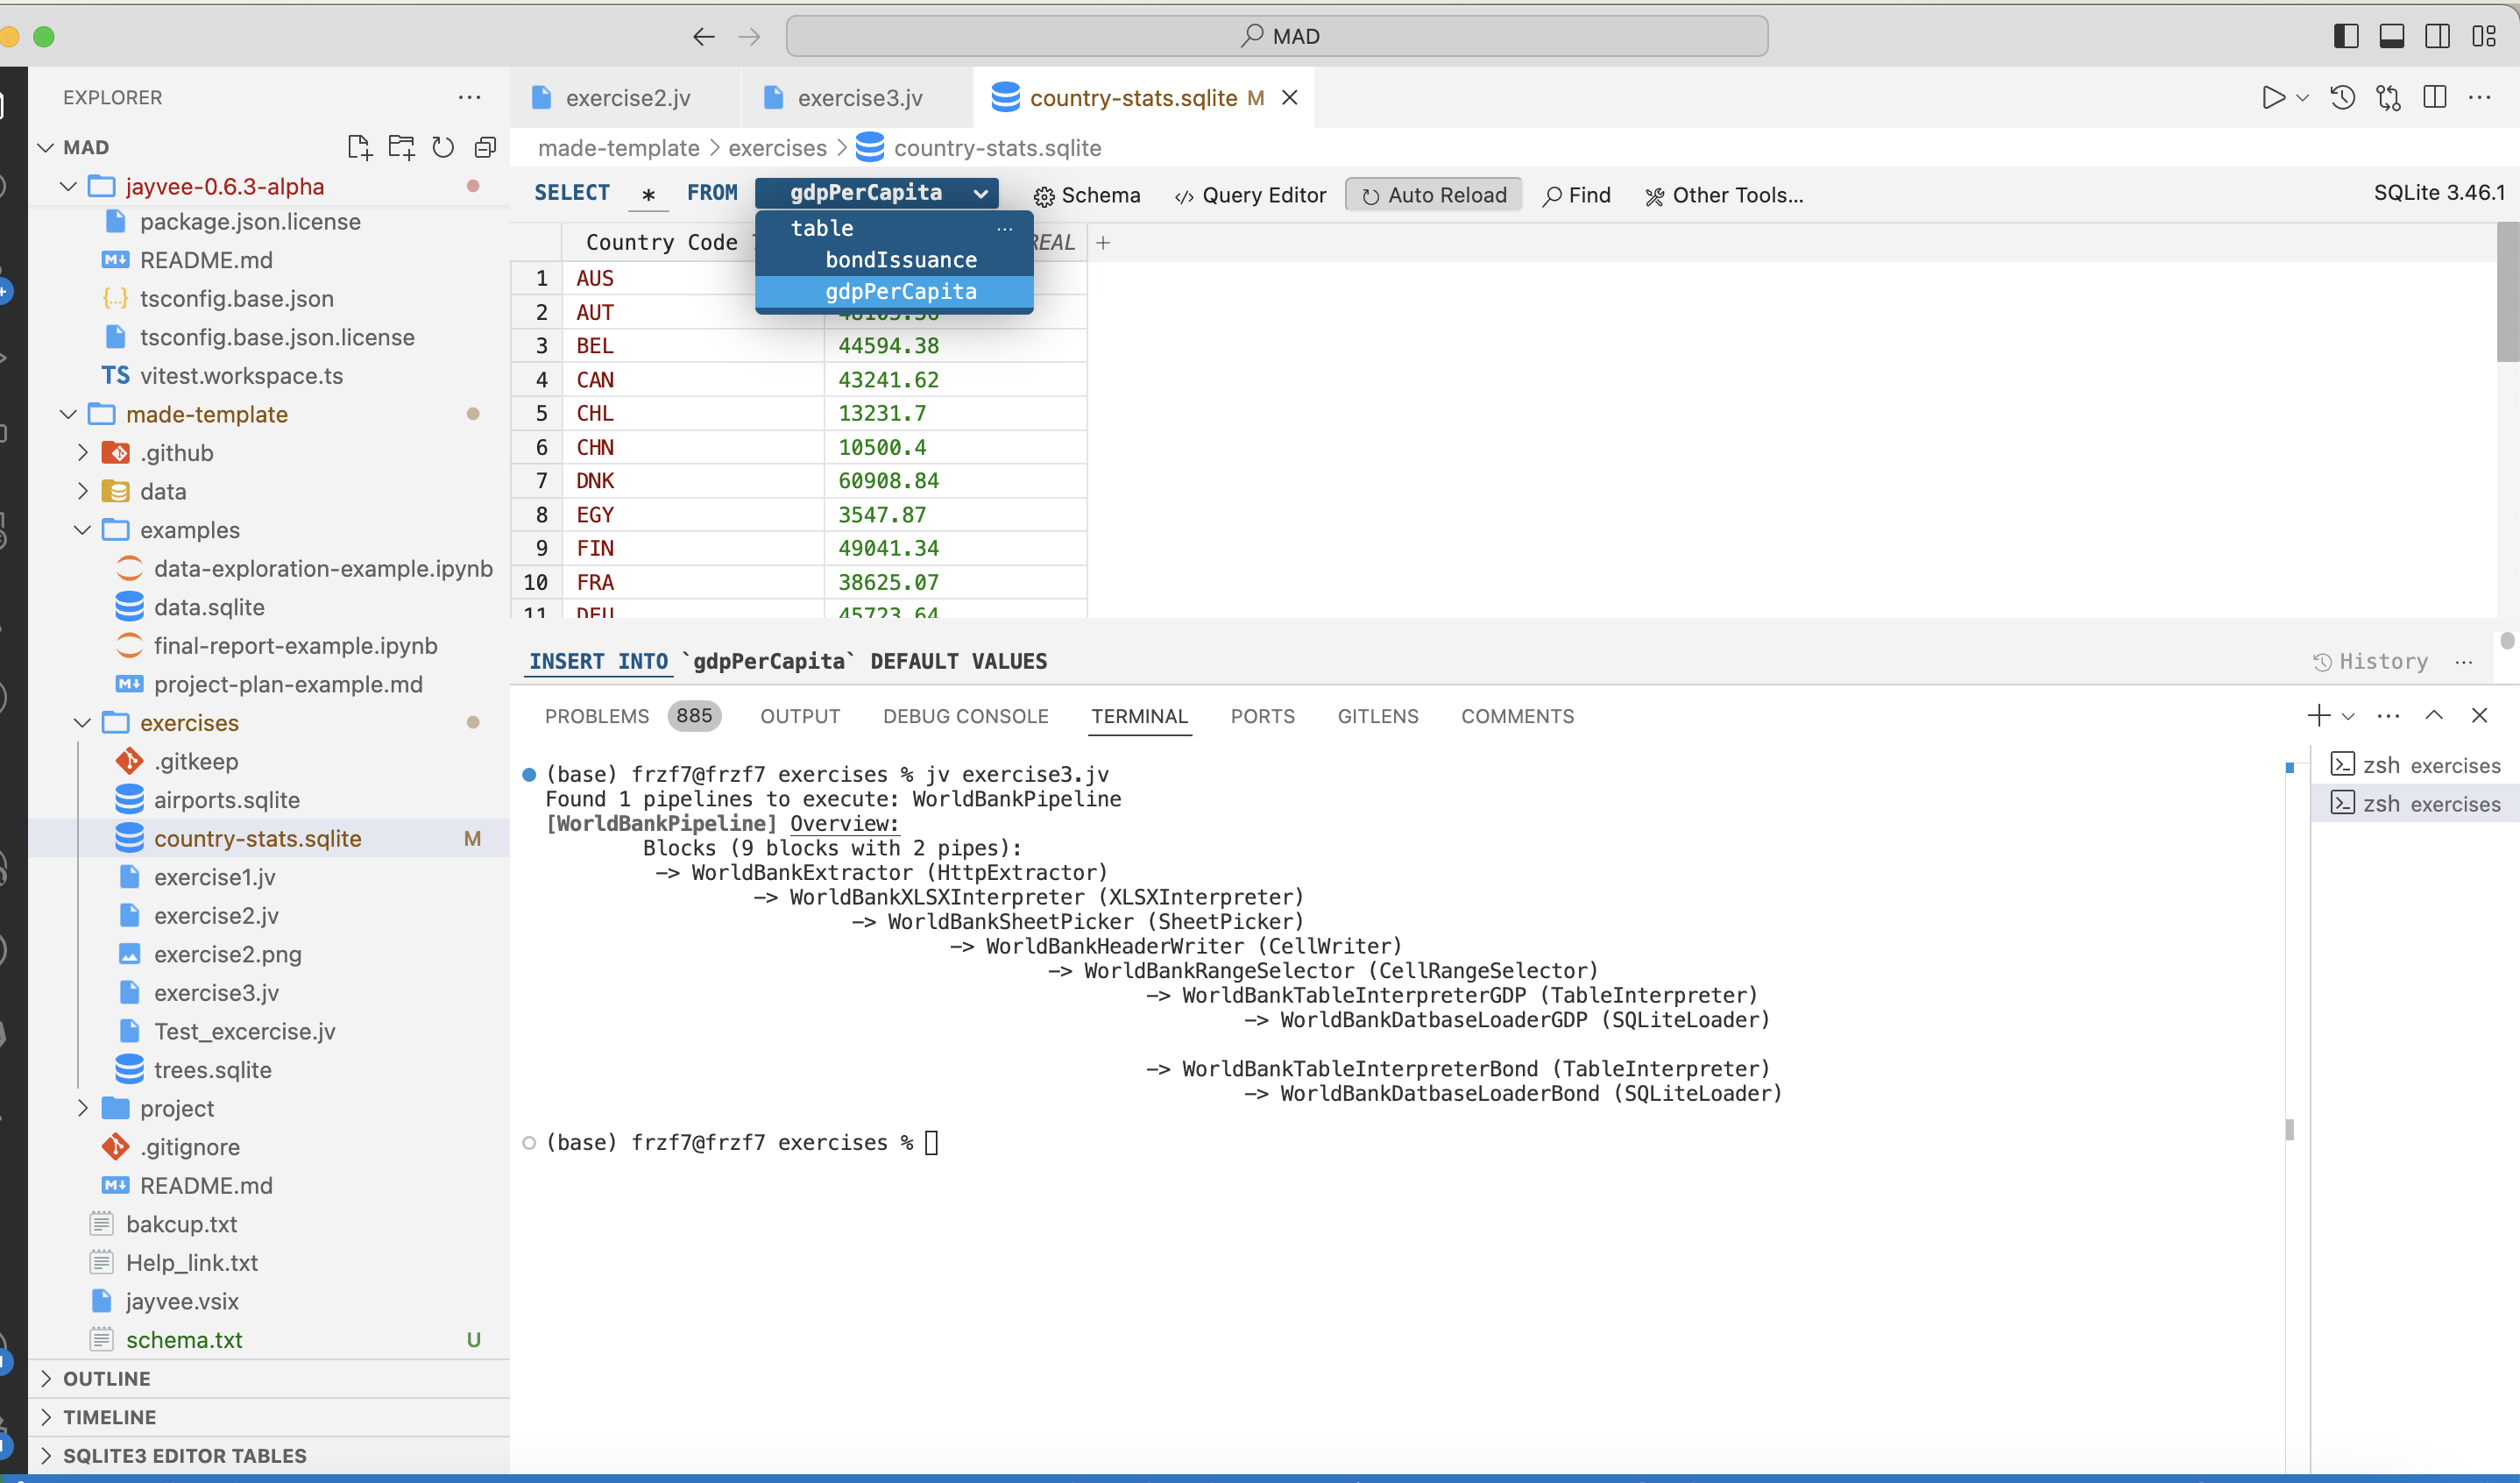 MAD
EXPLORER
MAD
jayvee-0.6.3-alpha
package.json.license
README.md
tsconfig.base.json
tsconfig.base.json.license
TS vitest.workspace.ts
made-template
.github
data
examples
data-exploration-example.ipynb
data.sqlite
final-report-example.ipynb
project-plan-example.md
exercises
.gitkeep
airports.sqlite
country-stats.sqlite M
exercise1.jv
exercise2.jv
exercise2.png
exercise3.jv
Test_excercise.jv
trees.sqlite
project
.gitignore
README.md
bakcup.txt
Help_link.txt
jayvee.vsix
schema.txt U
OUTLINE
TIMELINE
SQLITE3 EDITOR TABLES
exercise2.jv exercise3.jv country-stats.sqlite M
made-template > exercises > country-stats.sqlite
SELECT * FROM gdpPerCapita Schema Query Editor Auto Reload Find Other Tools... SQLite 3.46.1
table ...
bondIssuance
gdpPerCapita
Country Code REAL +
1 AUS
2 AUT
3 BEL 44594.38
4 CAN 43241.62
5 CHL 13231.7
6 CHN 10500.4
7 DNK 60908.84
8 EGY 3547.87
9 FIN 49041.34
10 FRA 38625.07
11 DEU 45723.64
INSERT INTO `gdpPerCapita` DEFAULT VALUES History ...
PROBLEMS 885 OUTPUT DEBUG CONSOLE TERMINAL PORTS GITLENS COMMENTS
(base) frzf7@frzf7 exercises % jv exercise3.jv
Found 1 pipelines to execute: WorldBankPipeline
[WorldBankPipeline] Overview:
Blocks (9 blocks with 2 pipes):
-> WorldBankExtractor (HttpExtractor)
-> WorldBankXLSXInterpreter (XLSXInterpreter)
-> WorldBankSheetPicker (SheetPicker)
-> WorldBankHeaderWriter (CellWriter)
-> WorldBankRangeSelector (CellRangeSelector)
-> WorldBankTableInterpreterGDP (TableInterpreter)
-> WorldBankDatbaseLoaderGDP (SQLiteLoader)
-> WorldBankTableInterpreterBond (TableInterpreter)
-> WorldBankDatbaseLoaderBond (SQLiteLoader)
(base) frzf7@frzf7 exercises %
zsh exercises
zsh exercises